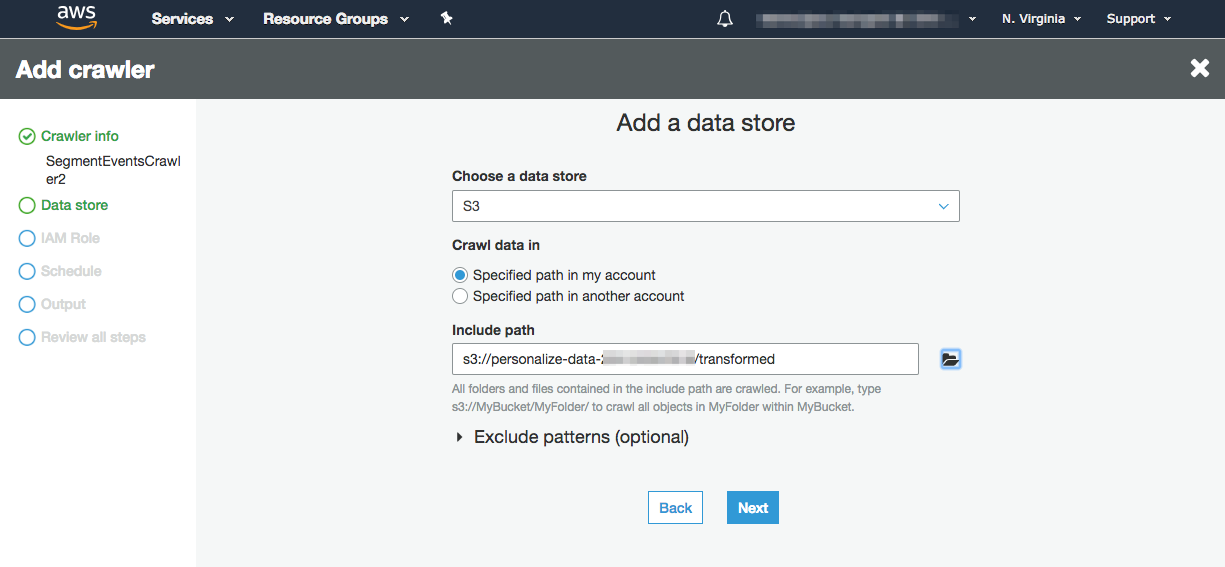 aws
Services
Resource Groups
N. Virginia
Support
Add crawler
Crawler info
SegmentEventsCrawl
er2
Data store
IAM Role
Schedule
Output
Review all steps
Add a data store
Choose a data store
S3
Crawl data in
Specified path in my account
Specified path in another account
Include path
s3://personalize-data-
/transformed
All folders and files contained in the include path are crawled. For example, type
s3://MyBucket/MyFolder/ to crawl all objects in MyFolder within MyBucket.
Exclude patterns (optional)
Back
Next